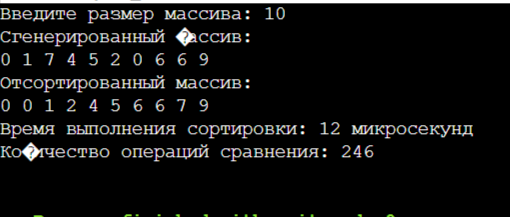 Введите размер массива: 10
Сгенерированный �ассив:
0 1 7 4 5 2 0 6 6 9
Отсортированный массив:
0 0 1 2 4 5 6 6 7 9
Время выполнения сортировки: 12 микросекунд
Ко�ичество операций сравнения: 246